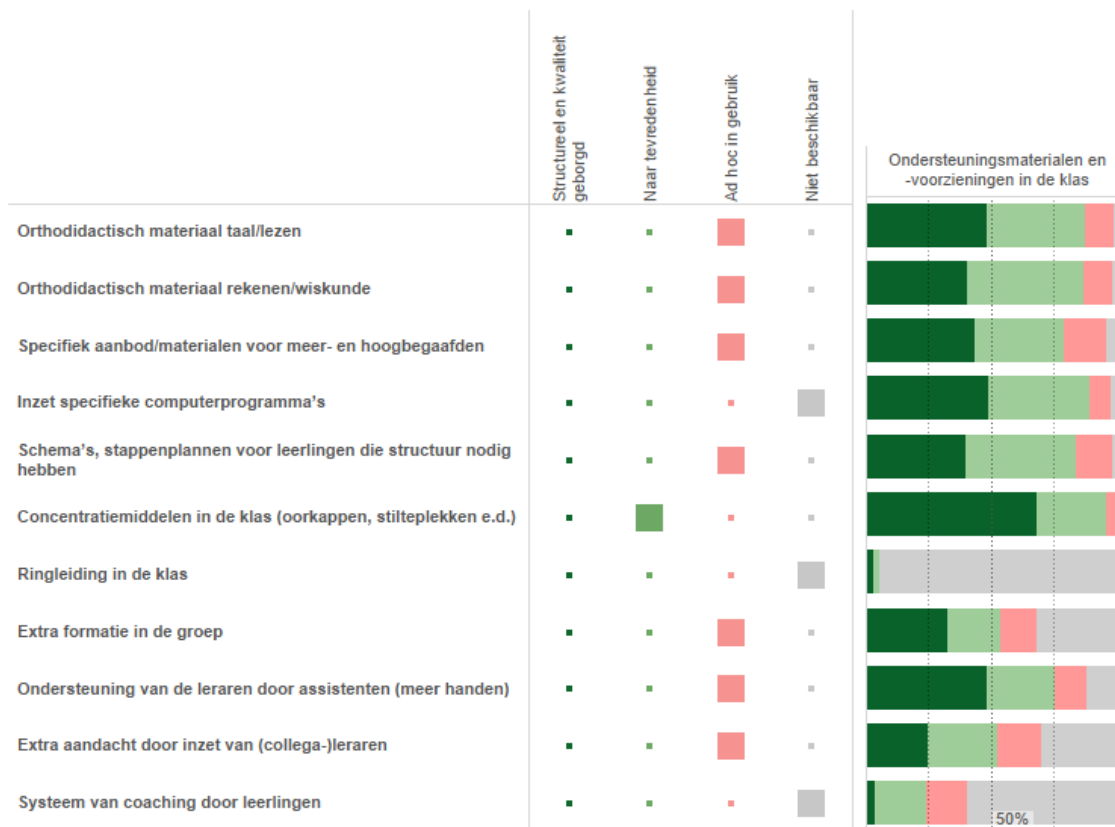 Structureel en kwaliteit
geborgd
Naar tevredenheid
Ad hoc in gebruik
Niet beschikbaar
Ondersteuningsmaterialen en
-voorzieningen in de klas
Orthodidactisch materiaal taal/lezen
Orthodidactisch materiaal rekenen/wiskunde
Specifiek aanbod/materialen voor meer- en hoogbegaafden
Inzet specifieke computerprogramma's
Schema's, stappenplannen voor leerlingen die structuur nodig
hebben
Concentratiemiddelen in de klas (oorkappen, stilteplekken e.d.)
Ringleiding in de klas
Extra formatie in de groep
Ondersteuning van de leraren door assistenten (meer handen)
Extra aandacht door inzet van (collega-)leraren
Systeem van coaching door leerlingen
50%